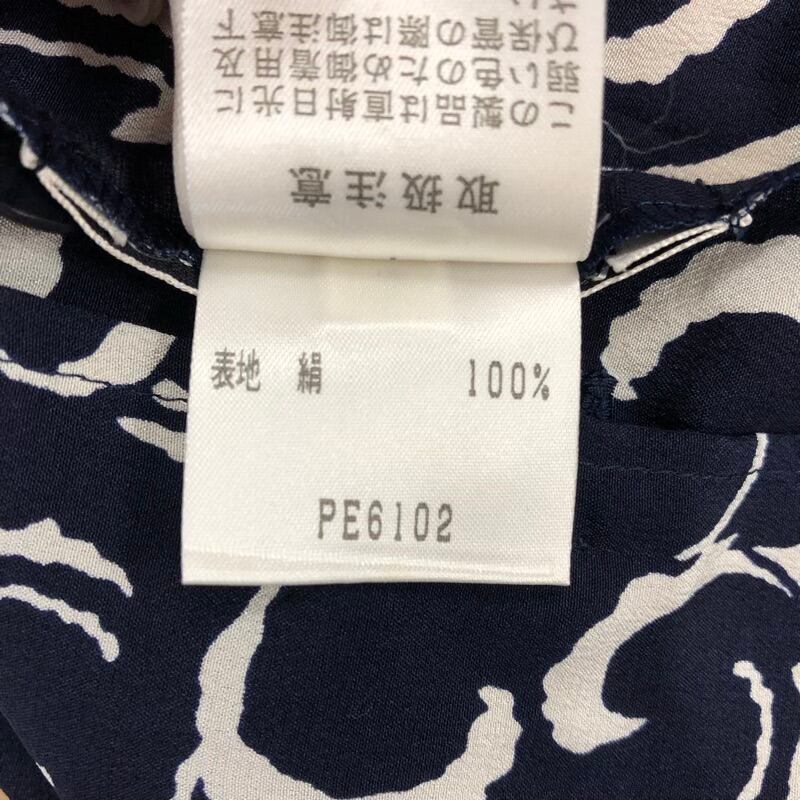 取扱注意
この製品は直射日光に
弱い色のため御着用及
び保管の際は御注意下
さい
表地 絹 100%
PE6102